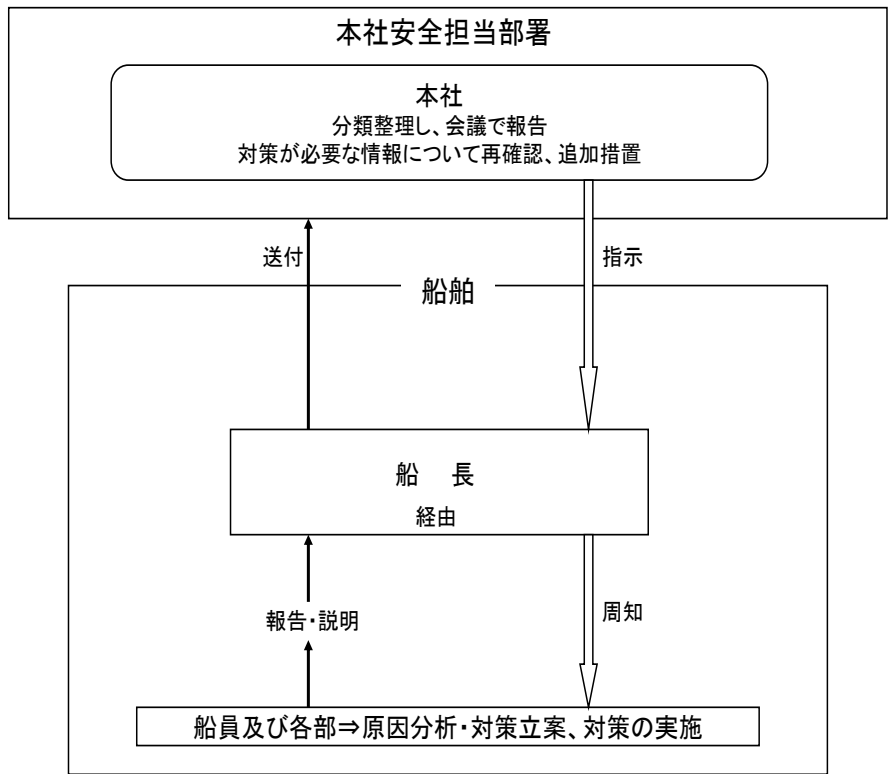 本社安全担当部署
本社
分類整理し、会議で報告
対策が必要な情報について再確認、追加措置
送付
指示
船舶
船 長
経由
報告・説明
周知
船員及び各部⇒原因分析・対策立案、対策の実施